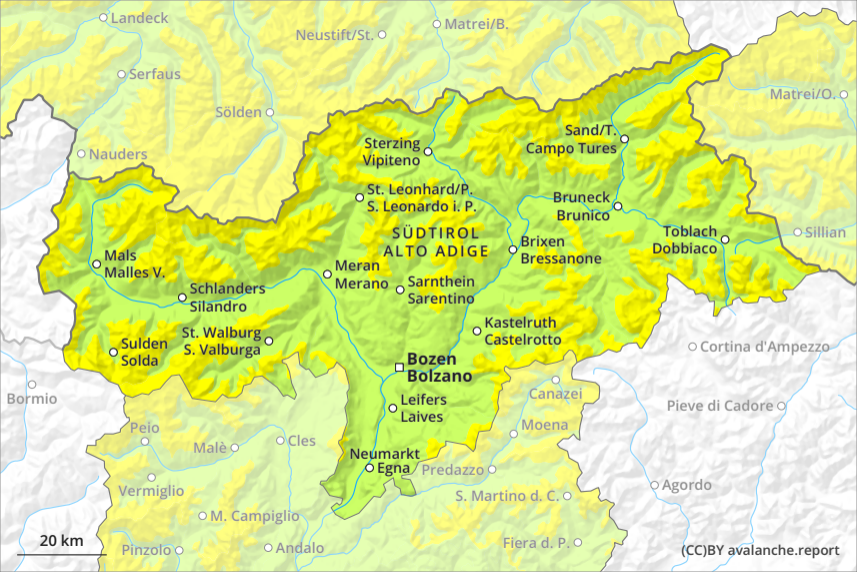 Landeck
Matrei/B.
Neustift/St.
Serfaus
Matrei/O.
Sölden
Sand/T.
Campo Tures
Sterzing
Vipiteno
Nauders
St. Leonhard/P.
S. Leonardo i. P.
Bruneck
Brunico
SÜDTIROL
ALTO ADIGE
Toblach
Dobbiaco
Sillian
Brixen
Bressanone
Mals
Malles V.
Meran
Merano
Sarnthein
Sarentino
Schlanders
Silandro
Kastelruth
Castelrotto
St. Walburg
S. Valburga
Sulden
Solda
Cortina d'Ampezzo
Bozen
Bolzano
Bormio
Canazei
Leifers
Laives
Pieve di Cadore
Peio
Moena
Cles
Malè
Neumarkt
Egna
Predazzo
Vermiglio
Agordo
S. Martino d. C.
M. Campiglio
20 km
Pinzolo
Andalo
Fiera d. P.
(CC)BY avalanche.report